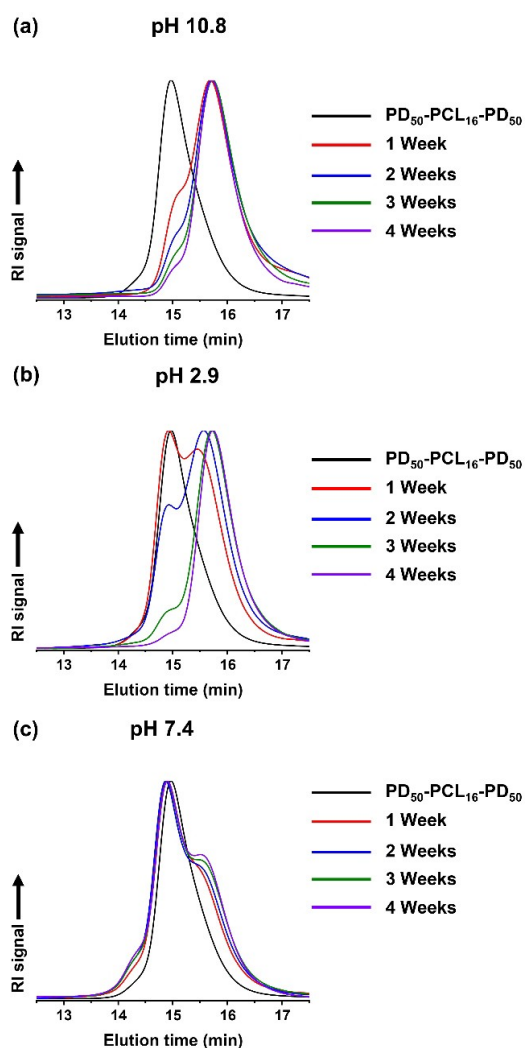 (a)
pH 10.8
RI signal
PD₅₀-PCL₁₆-PD₅₀
1 Week
2 Weeks
3 Weeks
4 Weeks
13 14 15 16 17
Elution time (min)
(b)
pH 2.9
RI signal
PD₅₀-PCL₁₆-PD₅₀
1 Week
2 Weeks
3 Weeks
4 Weeks
13 14 15 16 17
Elution time (min)
(c)
pH 7.4
RI signal
PD₅₀-PCL₁₆-PD₅₀
1 Week
2 Weeks
3 Weeks
4 Weeks
13 14 15 16 17
Elution time (min)